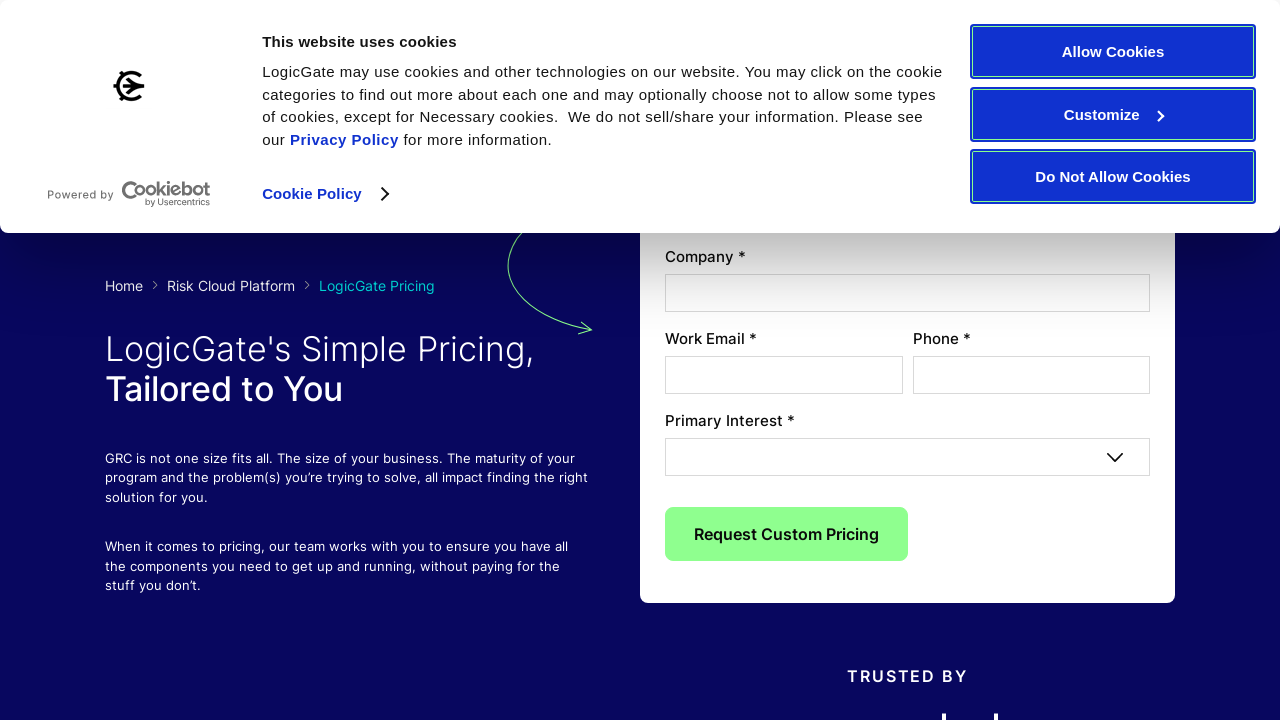 This website uses cookies
LogicGate may use cookies and other technologies on our website. You may click on the cookie
categories to find out more about each one and may optionally choose not to allow some types
of cookies, except for Necessary cookies.  We do not sell/share your information. Please see
our Privacy Policy for more information.
Cookie Policy
Powered by Cookiebot
by Usercentrics
Allow Cookies
Customize
Do Not Allow Cookies
Home
Risk Cloud Platform
LogicGate Pricing
LogicGate's Simple Pricing,
Tailored to You
GRC is not one size fits all. The size of your business. The maturity of your
program and the problem(s) you’re trying to solve, all impact finding the right
solution for you.
When it comes to pricing, our team works with you to ensure you have all
the components you need to get up and running, without paying for the
stuff you don’t.
Company *
Work Email *
Phone *
Primary Interest *
Request Custom Pricing
TRUSTED BY